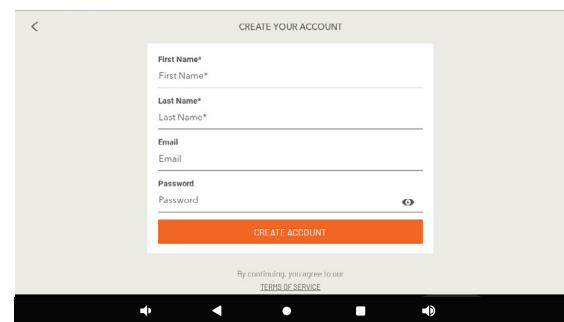 CREATE YOUR ACCOUNT
First Name*
First Name*
Last Name*
Last Name*
Email
Email
Password
Password
CREATE ACCOUNT
By continuing, you agree to our
TERMS OF SERVICE